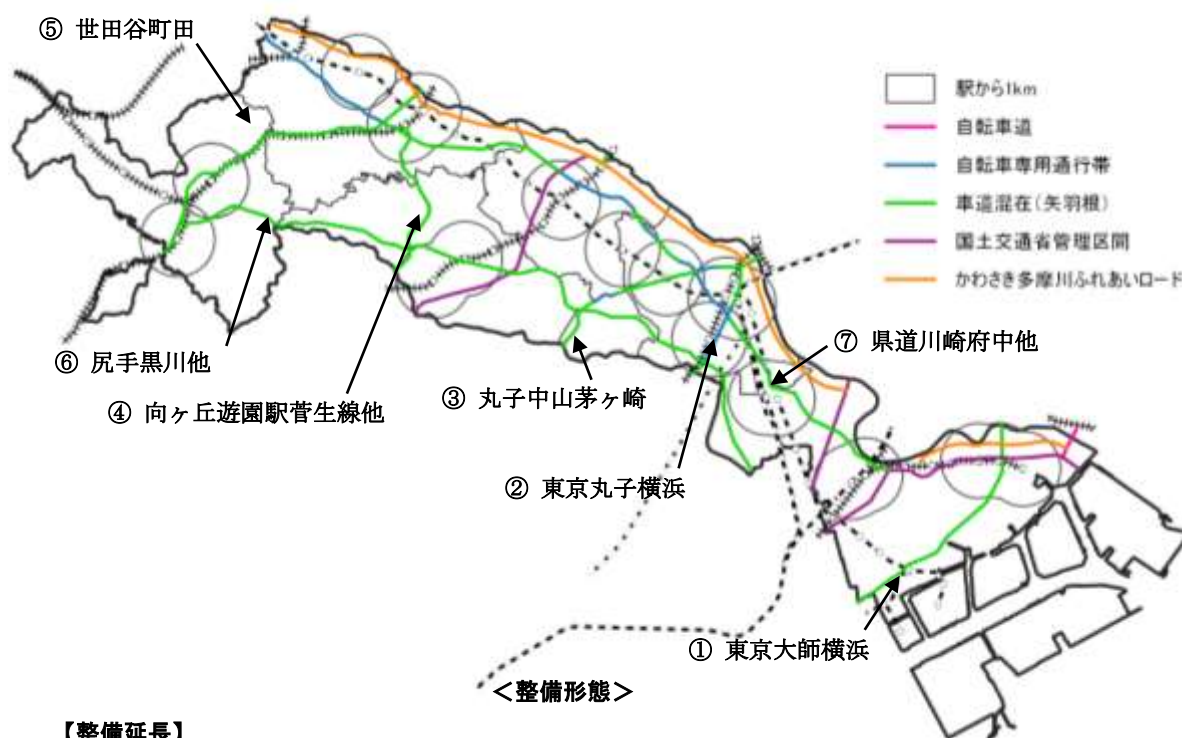 ⑤ 世田谷町田
駅から1km
自転車道
自転車専用通行帯
車道混在(矢羽根)
国土交通省管理区間
かわさき多摩川ふれあいロード
⑦ 県道川崎府中他
⑥ 尻手黒川他
③ 丸子中山茅ヶ崎
④ 向ヶ丘遊園駅菅生線他
② 東京丸子横浜
① 東京大師横浜
＜整備形態＞
【整備延長】